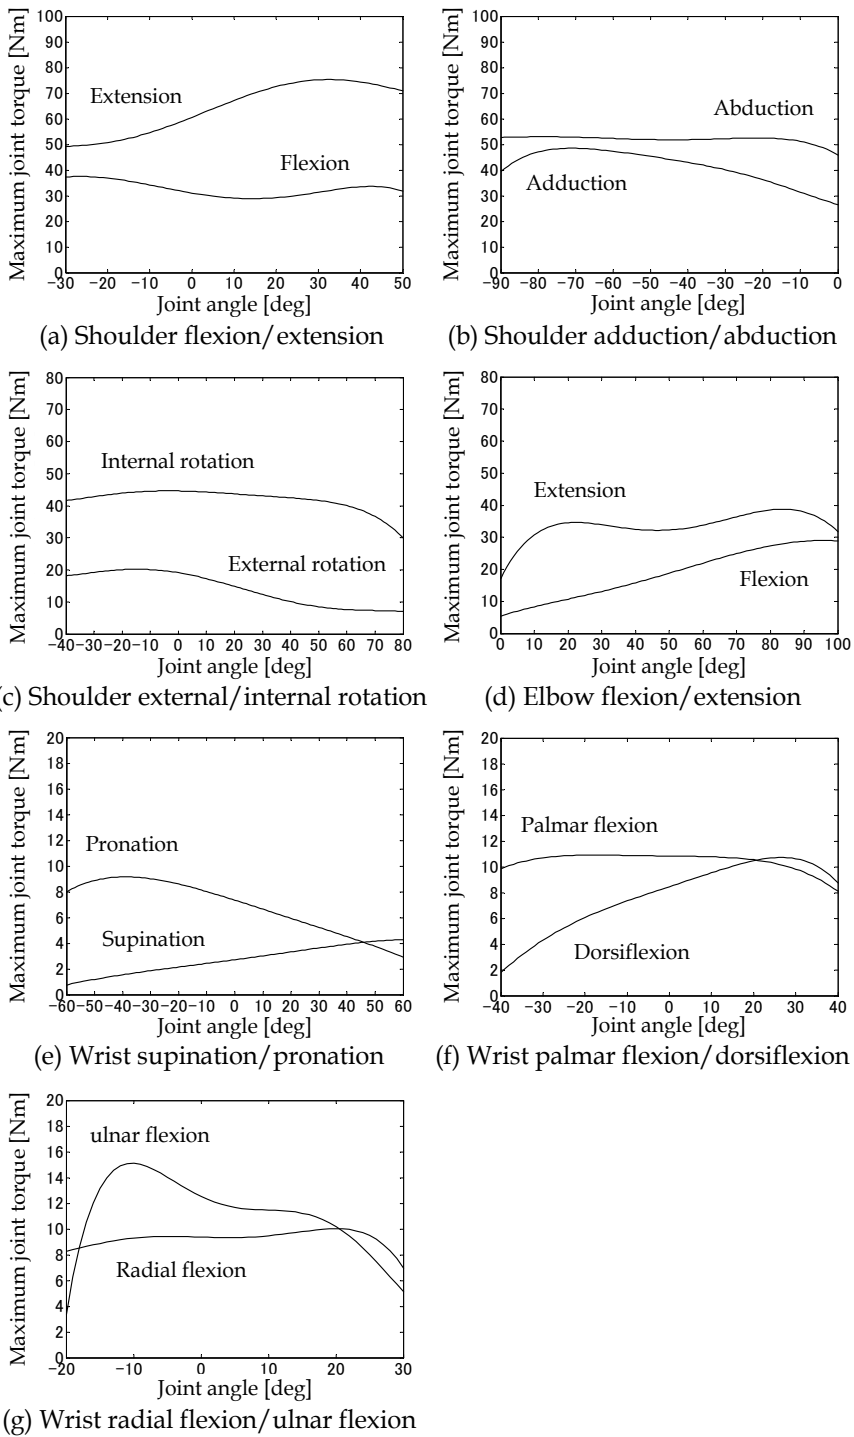 Maximum joint torque [Nm]
100
90
80
70
60
50
40
30
20
10
0
Extension
Flexion
-30 -20 -10 0 10 20 30 40 50
Joint angle [deg]
(a) Shoulder flexion/extension
Maximum joint torque [Nm]
100
90
80
70
60
50
40
30
20
10
0
Abduction
Adduction
-90 -80 -70 -60 -50 -40 -30 -20 -10 0
Joint angle [deg]
(b) Shoulder adduction/abduction
Maximum joint torque [Nm]
80
70
60
50
40
30
20
10
0
Internal rotation
External rotation
-40-30-20-10 0 10 20 30 40 50 60 70 80
Joint angle [deg]
(c) Shoulder external/internal rotation
Maximum joint torque [Nm]
80
70
60
50
40
30
20
10
0
Extension
Flexion
0 10 20 30 40 50 60 70 80 90 100
Joint angle [deg]
(d) Elbow flexion/extension
Maximum joint torque [Nm]
20
18
16
14
12
10
8
6
4
2
0
Pronation
Supination
-60-50-40-30-20-10 0 10 20 30 40 50 60
Joint angle [deg]
(e) Wrist supination/pronation
Maximum joint torque [Nm]
20
18
16
14
12
10
8
6
4
2
0
Palmar flexion
Dorsiflexion
-40 -30 -20 -10 0 10 20 30 40
Joint angle [deg]
(f) Wrist palmar flexion/dorsiflexion
Maximum joint torque [Nm]
20
18
16
14
12
10
8
6
4
2
0
ulnar flexion
Radial flexion
-20 -10 0 10 20 30
Joint angle [deg]
(g) Wrist radial flexion/ulnar flexion